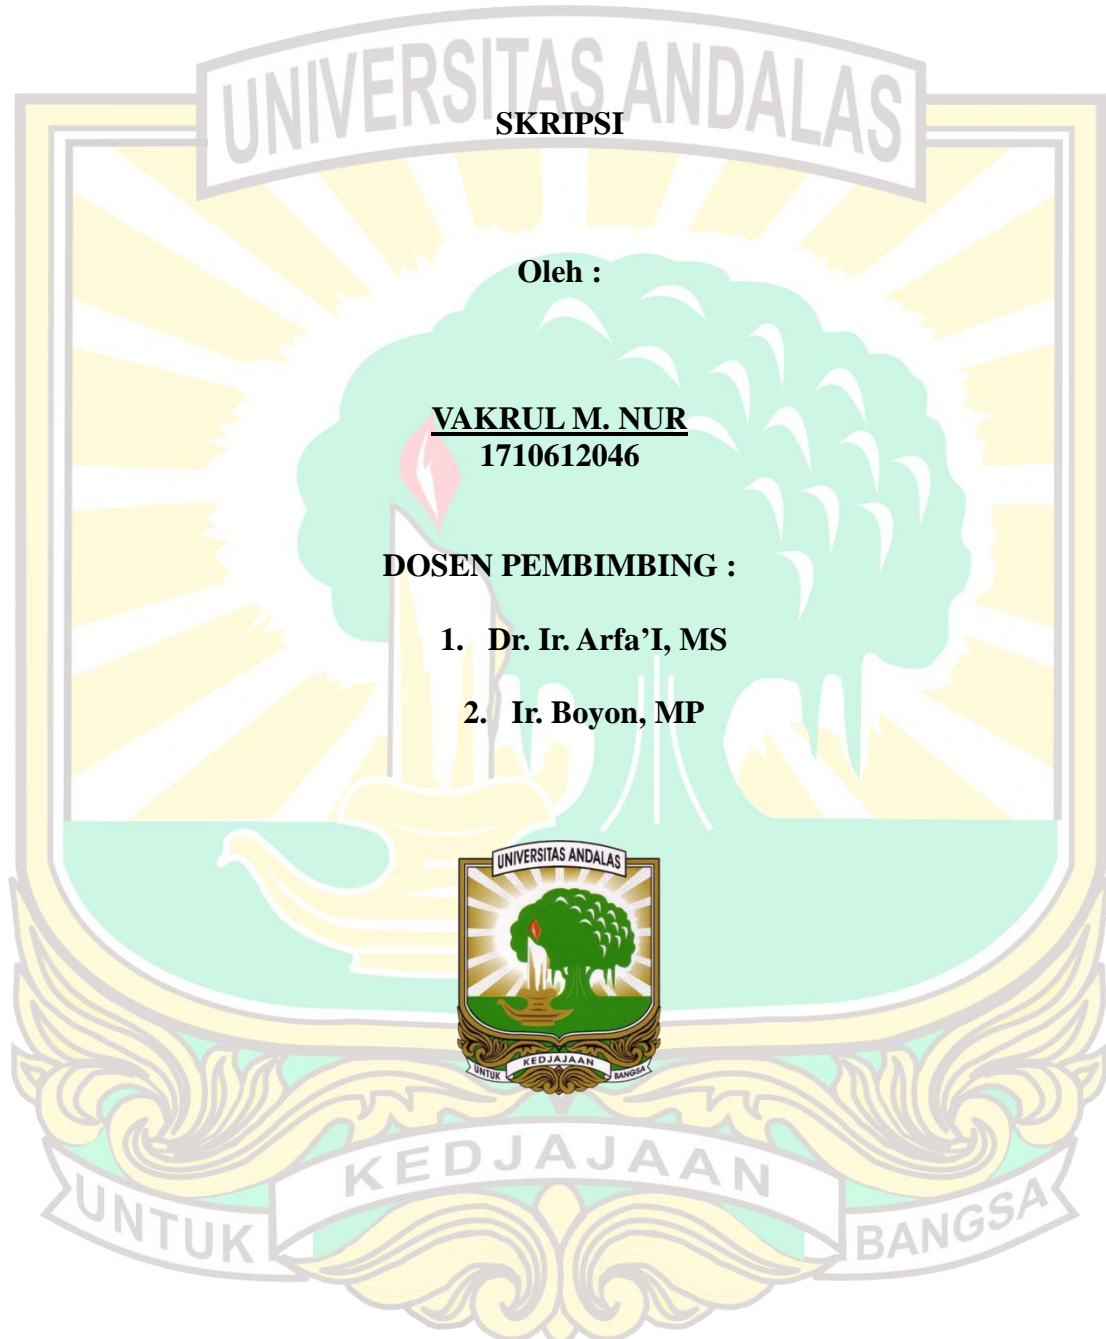 UNIVERSITAS ANDALAS
SKRIPSI
Oleh :
VAKRUL M. NUR
1710612046
DOSEN PEMBIMBING :
1. Dr. Ir. Arfa’I, MS
2. Ir. Boyon, MP
UNIVERSITAS ANDALAS
UNTUK KEDJAJAAN BANGSA
UNTUK KEDJAJAAN BANGSA